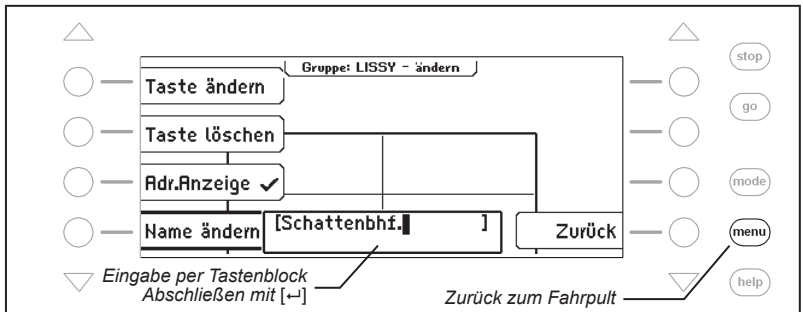 Gruppe: LISSY - ändern
stop
Taste ändern
go
Taste löschen
Adr.Anzeige ✓
mode
Name ändern
[Schattenbhf. ]
Zurück
menu
Eingabe per Tastenblock
Abschließen mit [↵]
Zurück zum Fahrpult
help